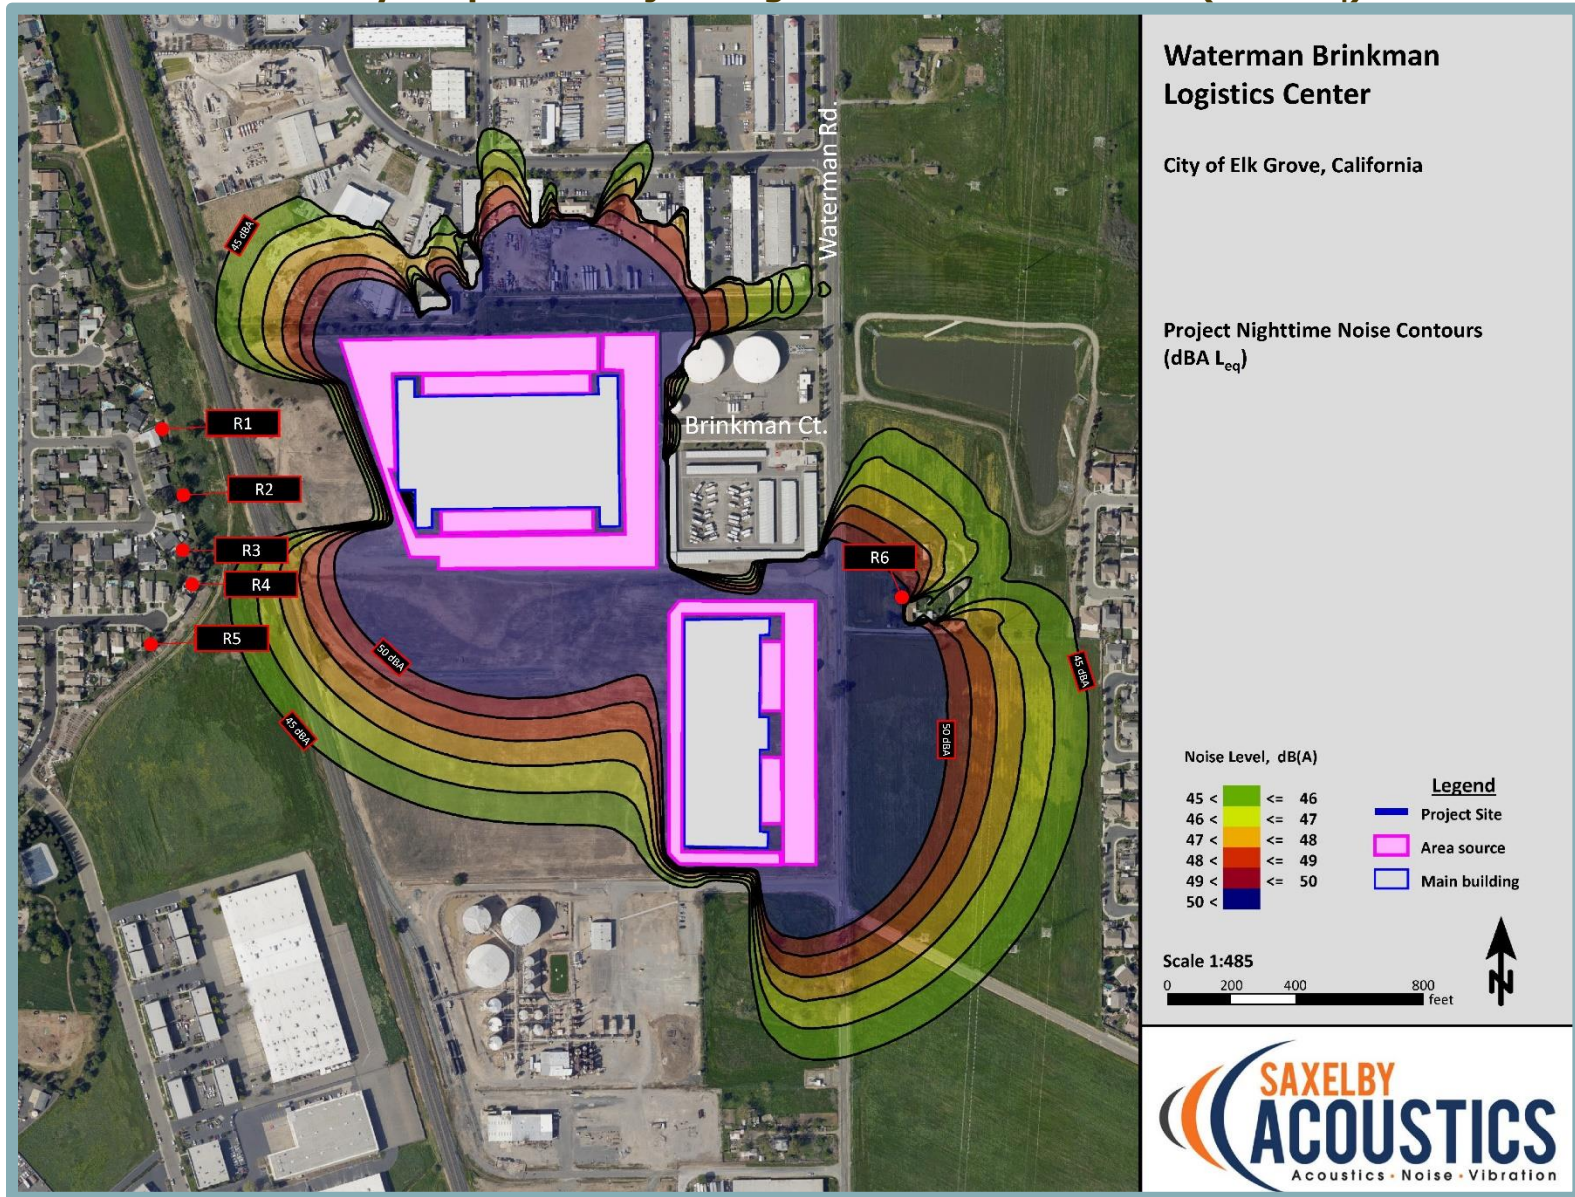 Waterman Brinkman
Logistics Center
City of Elk Grove, California
Project Nighttime Noise Contours
(dBA Leq)
Noise Level, dB(A)
45 < <= 46
46 < <= 47
47 < <= 48
48 < <= 49
49 < <= 50
50 <
Legend
Project Site
Area source
Main building
Scale 1:485
0 200 400 800
feet
N
SAXELBY
ACOUSTICS
Acoustics · Noise · Vibration
Waterman Rd.
45 dBA
Brinkman Ct.
R1
R2
R3
R4
R5
R6
50 dBA
45 dBA
45 dBA
50 dBA